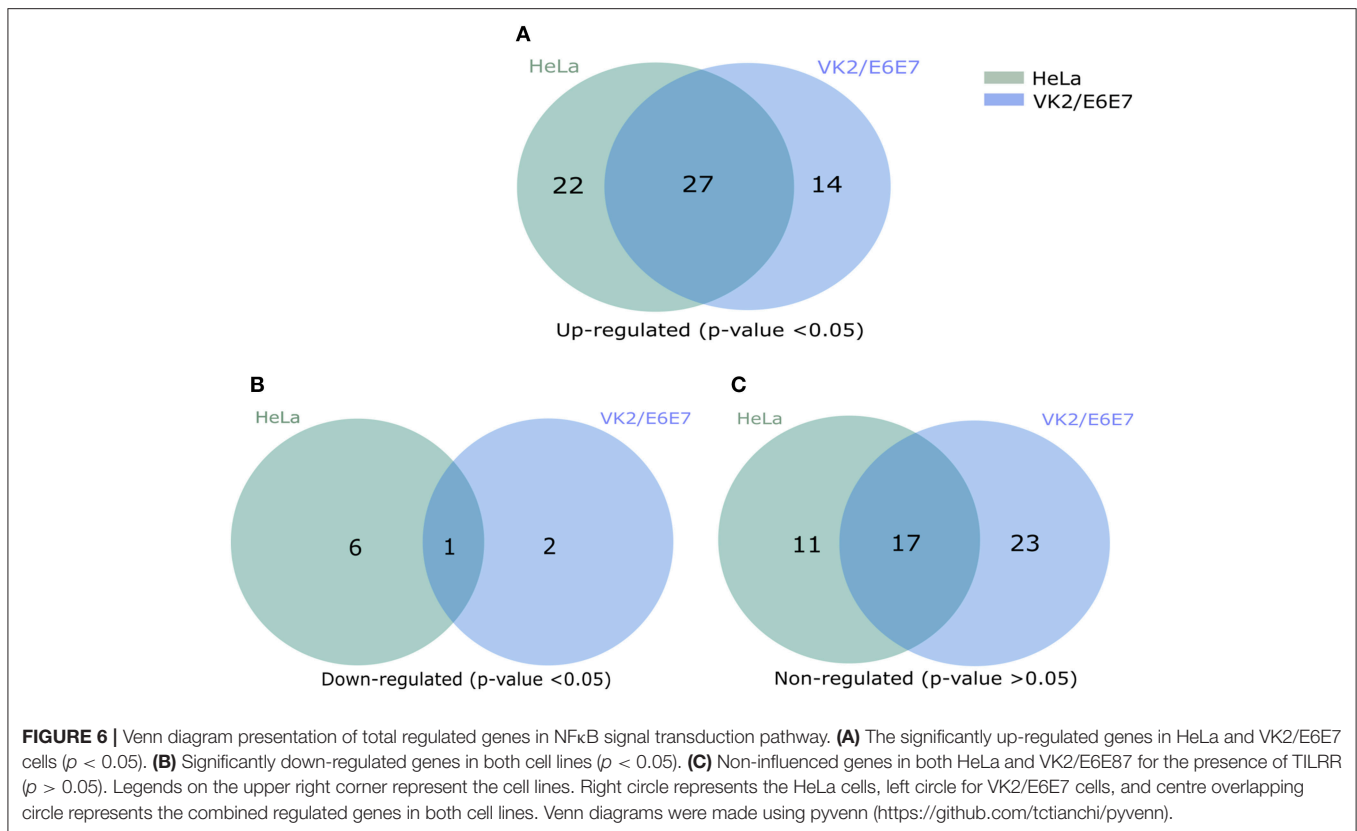 A
HeLa
VK2/E6E7
HeLa
VK2/E6E7
22
27
14
Up-regulated (p-value <0.05)
B
HeLa
VK2/E6E7
6
1
2
Down-regulated (p-value <0.05)
C
HeLa
VK2/E6E7
11
17
23
Non-regulated (p-value >0.05)
FIGURE 6 | Venn diagram presentation of total regulated genes in NFκB signal transduction pathway. (A) The significantly up-regulated genes in HeLa and VK2/E6E7
cells (p < 0.05). (B) Significantly down-regulated genes in both cell lines (p < 0.05). (C) Non-influenced genes in both HeLa and VK2/E6E87 for the presence of TILRR
(p > 0.05). Legends on the upper right corner represent the cell lines. Right circle represents the HeLa cells, left circle for VK2/E6E7 cells, and centre overlapping
circle represents the combined regulated genes in both cell lines. Venn diagrams were made using pyvenn (https://github.com/tctianchi/pyvenn).